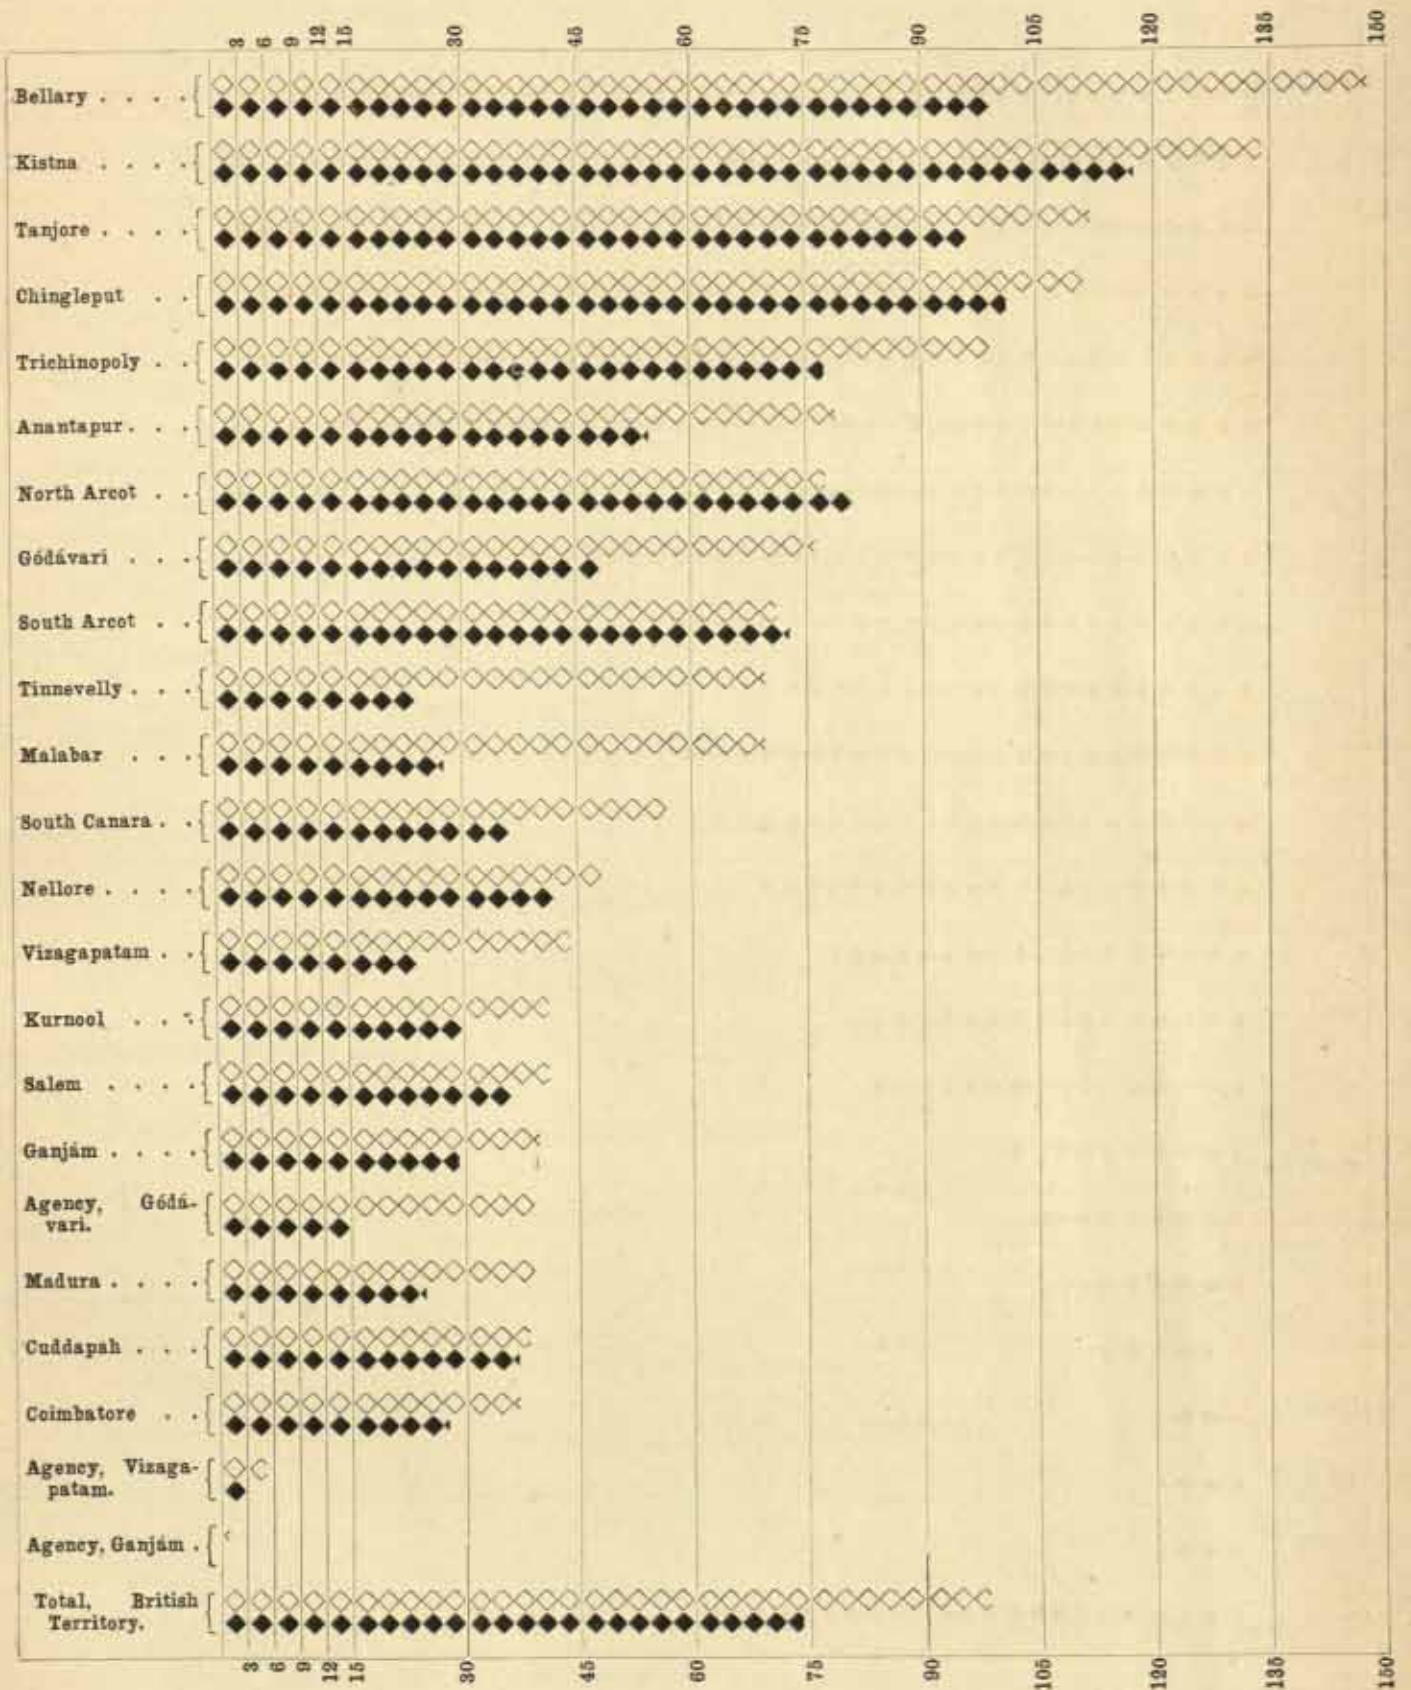 3 6 9 12 15 30 45 60 75 90 105 120 135 150
Bellary . . . .
Kistna . . . .
Tanjore . . . .
Chingleput . .
Trichinopoly . .
Anantapur . . .
North Arcot . .
Gódávari . . .
South Arcot . .
Tinnevelly . . .
Malabar . . .
South Canara . .
Nellore . . . .
Vizagapatam . .
Kurnool . . .
Salem . . . .
Ganjám . . . .
Agency, Gódá-
vari.
Madura . . . .
Cuddapah . . .
Coimbatore . .
Agency, Vizaga-
patam.
Agency, Ganjám .
Total, British
Territory.
3 6 9 12 15 30 45 60 75 90 105 120 135 150